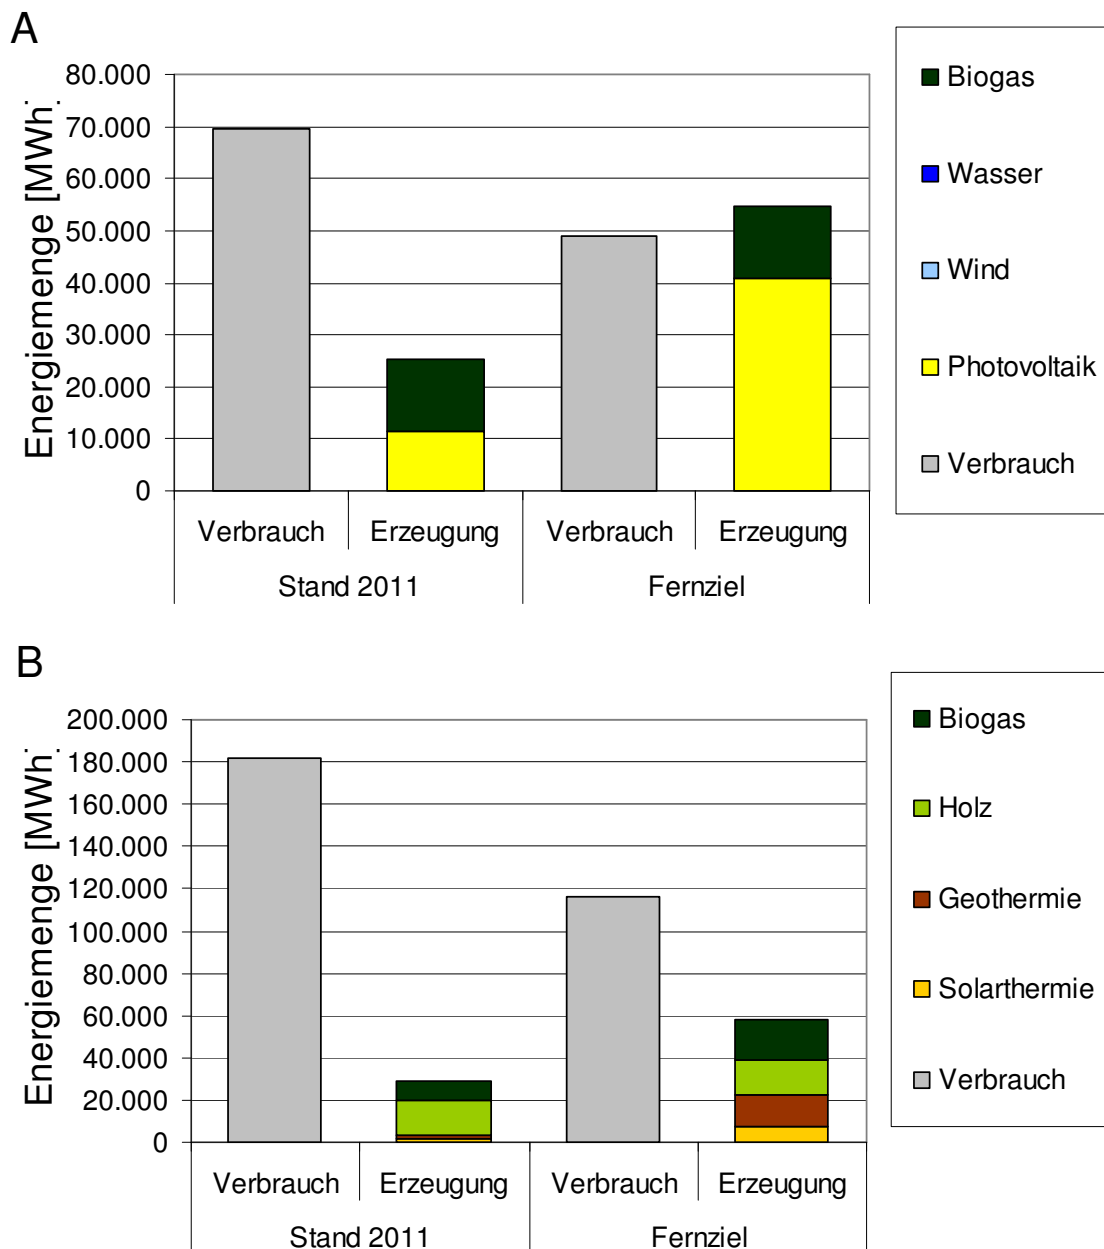 A
Energiemenge [MWh]
80.000
70.000
60.000
50.000
40.000
30.000
20.000
10.000
0
Verbrauch
Erzeugung
Verbrauch
Erzeugung
Stand 2011
Fernziel
Biogas
Wasser
Wind
Photovoltaik
Verbrauch
B
Energiemenge [MWh]
200.000
180.000
160.000
140.000
120.000
100.000
80.000
60.000
40.000
20.000
0
Verbrauch
Erzeugung
Verbrauch
Erzeugung
Stand 2011
Fernziel
Biogas
Holz
Geothermie
Solarthermie
Verbrauch